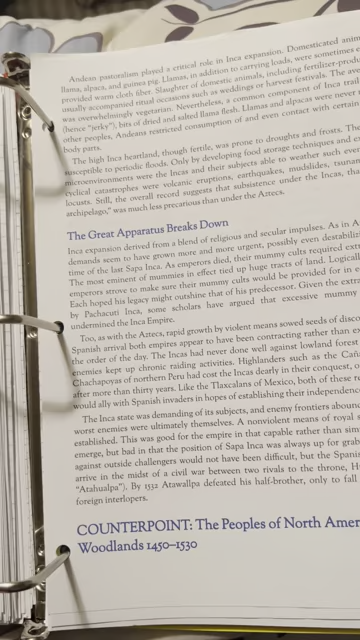 Andean pastoralism played a critical role in Inca expansion. Domesticated anim
llama, alpaca, and guinea pig. Llamas, in addition to carrying loads, were sometimes
provided warm cloth fiber. Slaughter of domestic animals, including fertilizer-produ
usually accompanied ritual occasions such as weddings or harvest festivals. The
was overwhelmingly vegetarian. Nevertheless, a common component of Inca trail
(hence "jerky"), bits of dried and salted llama flesh. Llamas and alpacas were never
other peoples, Andeans restricted consumption of and even contact with certain
body parts.
The high Inca heartland, though fertile, was prone to droughts and frosts. The
susceptible to periodic floods. Only by developing food storage techniques and e
microenvironments were the Incas and their subjects able to weather such even
cyclical catastrophes were volcanic eruptions, earthquakes, mudslides, tsunam
locusts. Still, the overall record suggests that subsistence under the Incas, tha
archipelago," was much less precarious than under the Aztecs.
The Great Apparatus Breaks Down
Inca expansion derived from a blend of religious and secular impulses. As in A
demands seem to have grown more and more urgent, possibly even destabiliz
time of the last Sapa Inca. As emperors died, their mummy cults required ext
The most eminent of mummies in effect tied up huge tracts of land. Logicall
emperors strove to make sure their mummy cults would be provided for in e
Each hoped his legacy might outshine that of his predecessor. Given the extra
by Pachacuti Inca, some scholars have argued that excessive mummy
undermined the Inca Empire.
Too, as with the Aztecs, rapid growth by violent means sowed seeds of disco
Spanish arrival both empires appear to have been contracting rather than ex
the order of the day. The Incas had never done well against lowland forest
enemies kept up chronic raiding activities. Highlanders such as the Caña
Chachapoyas of northern Peru had cost the Incas dearly in their conquest, o
after more than thirty years. Like the Tlaxcalans of Mexico, both of these re
would ally with Spanish invaders in hopes of establishing their independenc
The Inca state was demanding of its subjects, and enemy frontiers aboun
worst enemies were ultimately themselves. A nonviolent means of royal s
established. This was good for the empire in that capable rather than sim
emerge, but bad in that the position of Sapa Inca was always up for grab
against outside challengers would not have been difficult, but the Spani
arrive in the midst of a civil war between two rivals to the throne, H
"Atahualpa"). By 1532 Atawallpa defeated his half-brother, only to fall
foreign interlopers.
COUNTERPOINT: The Peoples of North Amer
Woodlands 1450–1530